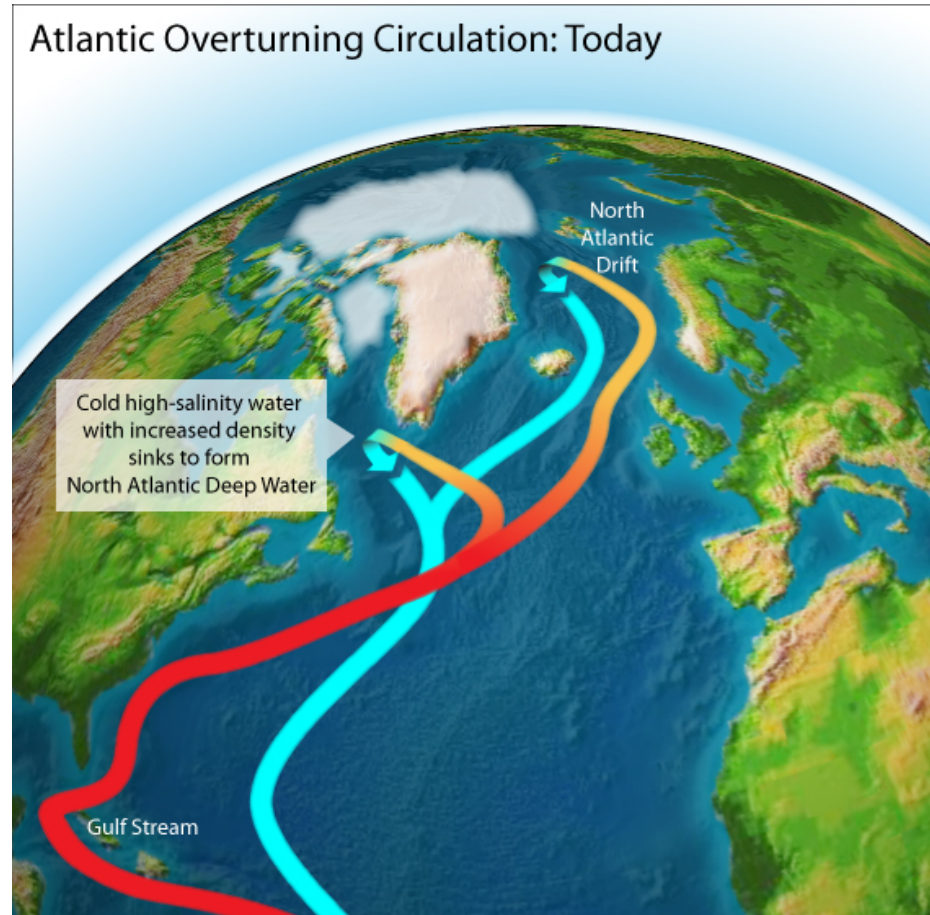 Atlantic Overturning Circulation: Today
North
Atlantic
Drift
Cold high-salinity water
with increased density
sinks to form
North Atlantic Deep Water
Gulf Stream